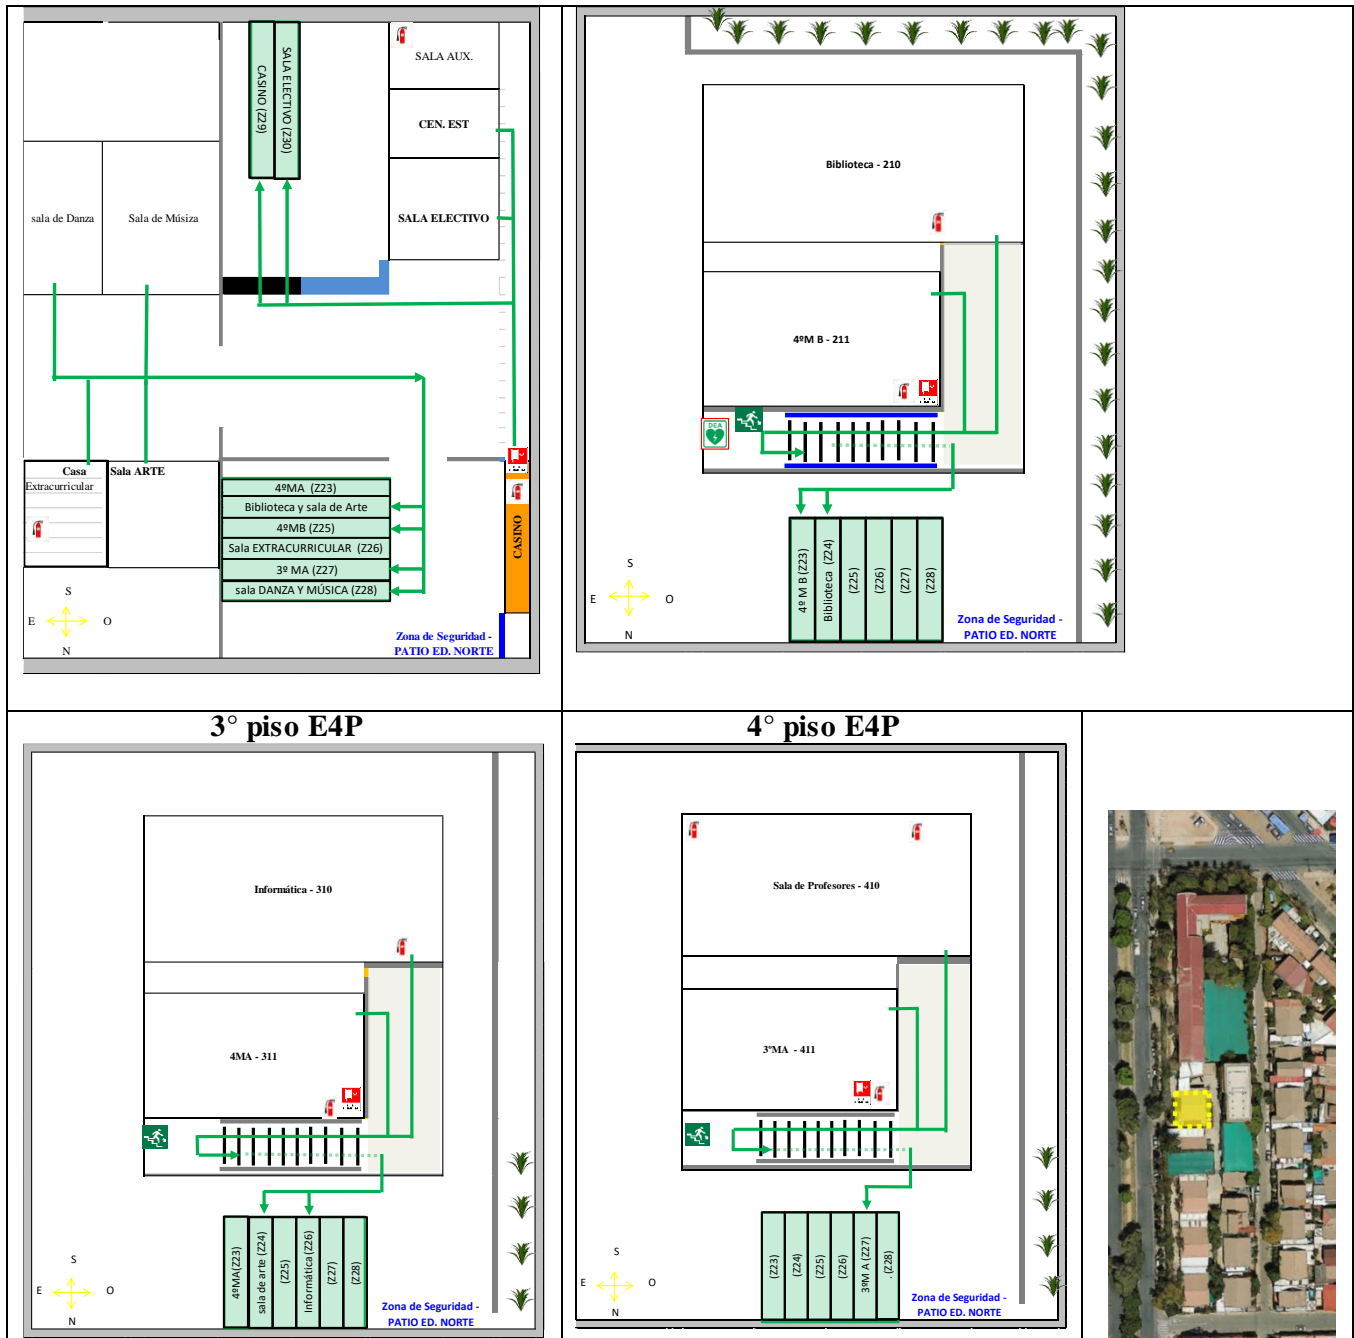 SALA AUX.
CASINO (Z29)
SALA ELECTIVO (Z30)
CEN. EST
sala de Danza
Sala de Músiza
SALA ELECTIVO
Casa
Extracurricular
Sala ARTE
4ºMA (Z23)
Biblioteca y sala de Arte
4ºMB (Z25)
Sala EXTRACURRICULAR (Z26)
3º MA (Z27)
sala DANZA Y MÚSICA (Z28)
CASINO
S
E
O
N
Zona de Seguridad -
PATIO ED. NORTE
Biblioteca - 210
4ºM B - 211
DEA
4º M B (Z23)
Biblioteca (Z24)
(Z25)
(Z26)
(Z27)
(Z28)
S
E
O
N
Zona de Seguridad -
PATIO ED. NORTE
3° piso E4P
Informática - 310
4MA - 311
4ºMA(Z23)
sala de arte (Z24)
(Z25)
Informática (Z26)
(Z27)
(Z28)
S
E
O
N
Zona de Seguridad -
PATIO ED. NORTE
4° piso E4P
Sala de Profesores - 410
3ºMA - 411
(Z23)
(Z24)
(Z25)
(Z26)
3ºM A (Z27)
. (Z28)
S
E
O
N
Zona de Seguridad -
PATIO ED. NORTE